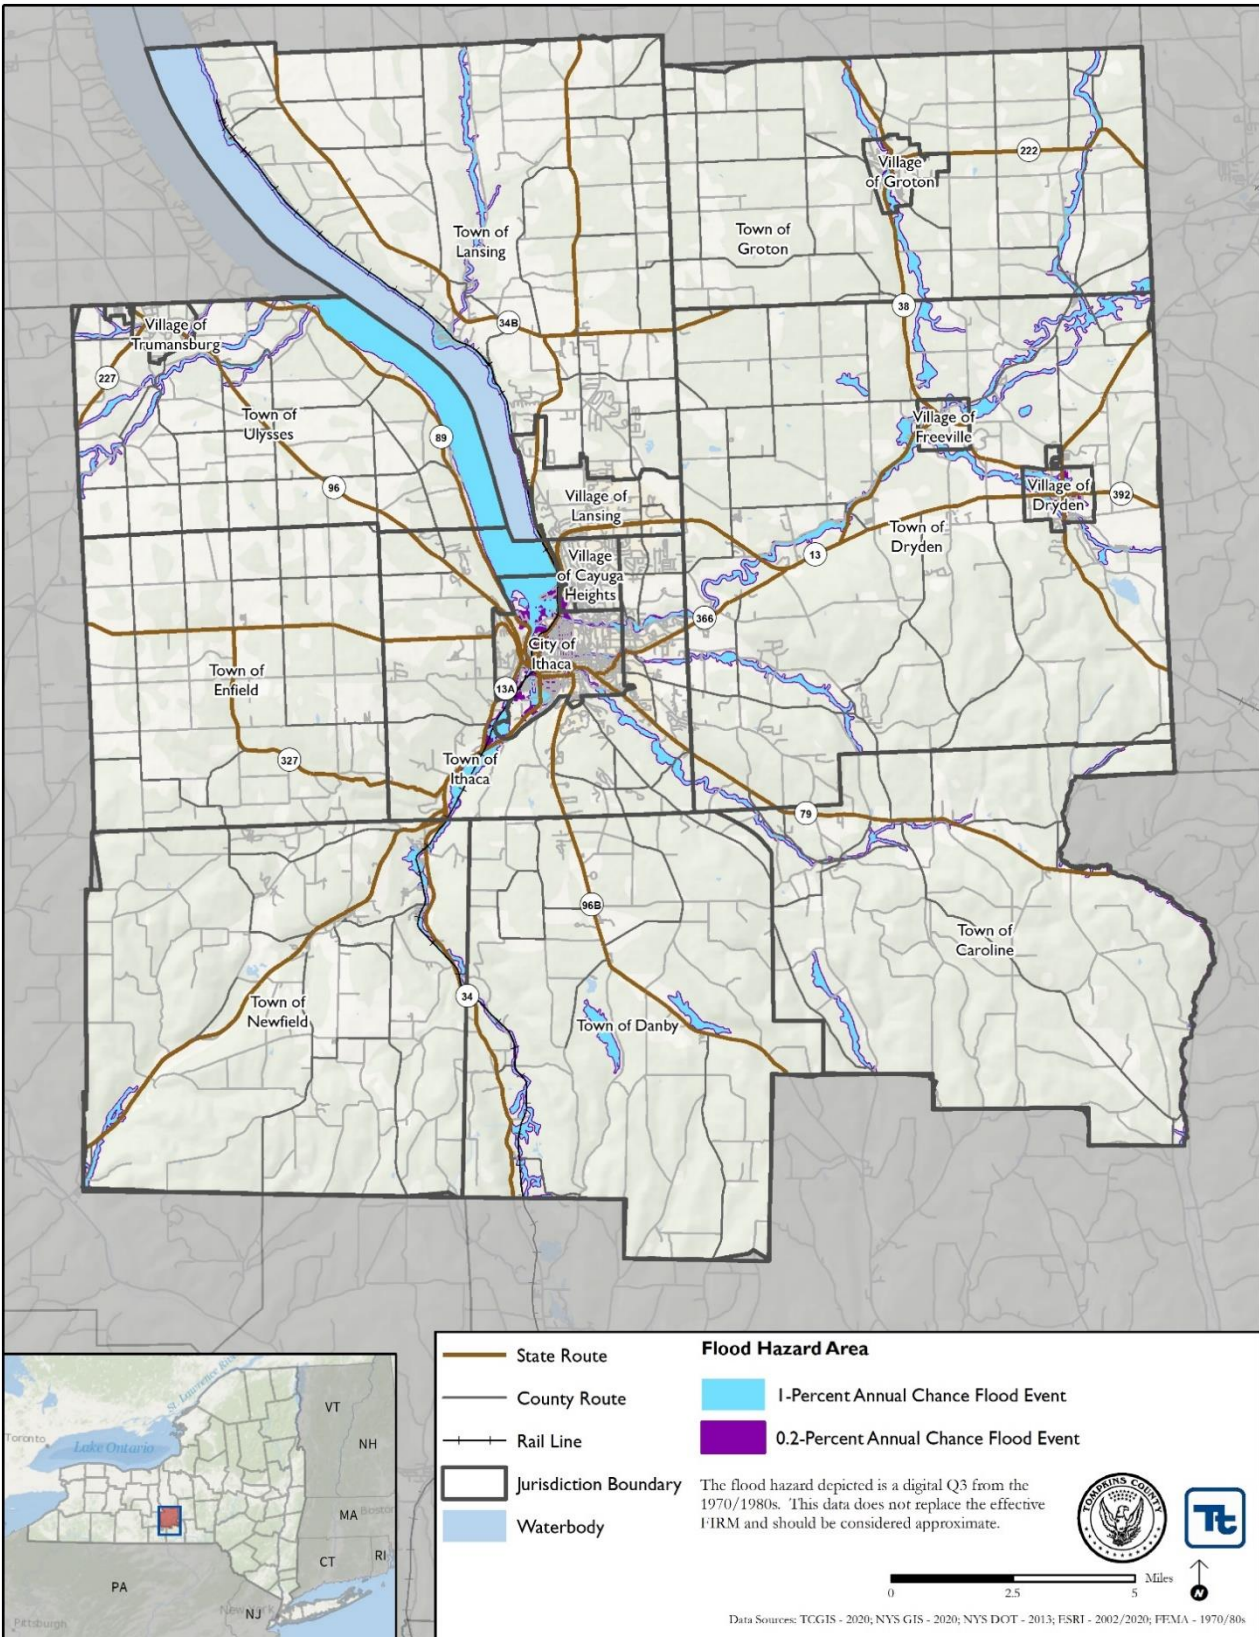 Village
of Groton
222
Town of
Lansing
Town of
Groton
38
34B
Village of
Trumansburg
227
Town of
Ulysses
89
96
Village of
Freeville
Village of
Lansing
Village of
Dryden
392
Town of
Dryden
13
Village
of Cayuga
Heights
366
City of
Ithaca
Town of
Enfield
13A
327
Town of
Ithaca
79
96B
Town of
Caroline
34
Town of
Newfield
Town of Danby
State Route
County Route
Rail Line
Jurisdiction Boundary
Waterbody
Flood Hazard Area
1-Percent Annual Chance Flood Event
0.2-Percent Annual Chance Flood Event
The flood hazard depicted is a digital Q3 from the
1970/1980s. This data does not replace the effective
FIRM and should be considered approximate.
TOMPKINS COUNTY
Tt
0 2.5 5 Miles
N
Data Sources: TCGIS - 2020; NYS GIS - 2020; NYS DOT - 2013; ESRI - 2002/2020; FEMA - 1970/80s
St Lawrence River
Toronto
Lake Ontario
VT
NH
MA
Boston
CT
RI
PA
New York
NJ
Pittsburgh